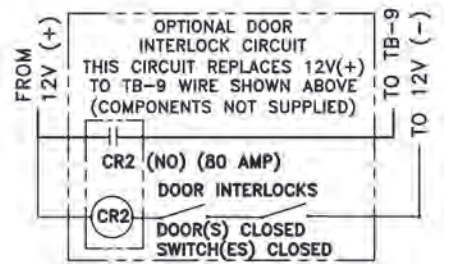 FROM
12V (+)
OPTIONAL DOOR
INTERLOCK CIRCUIT
THIS CIRCUIT REPLACES 12V(+)
TO TB-9 WIRE SHOWN ABOVE
(COMPONENTS NOT SUPPLIED)
TO TB-9
TO 12V (-)
CR2 (NO) (80 AMP)
DOOR INTERLOCKS
CR2
DOOR(S) CLOSED
SWITCH(ES) CLOSED